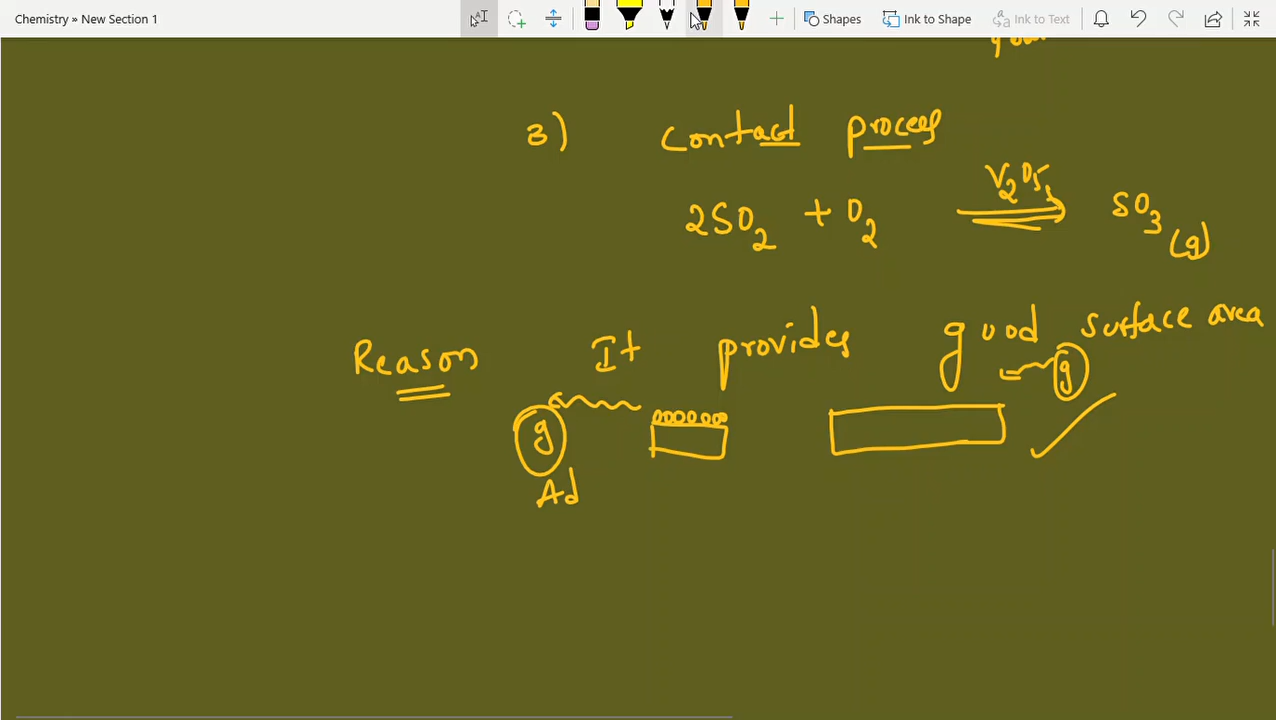 Chemistry » New Section 1
Shapes
Ink to Shape
Ink to Text
3) Contact process
V2O5
2SO2 + O2 ⇌ SO3 (g)
Reason It provides good surface area
g
g
Ad